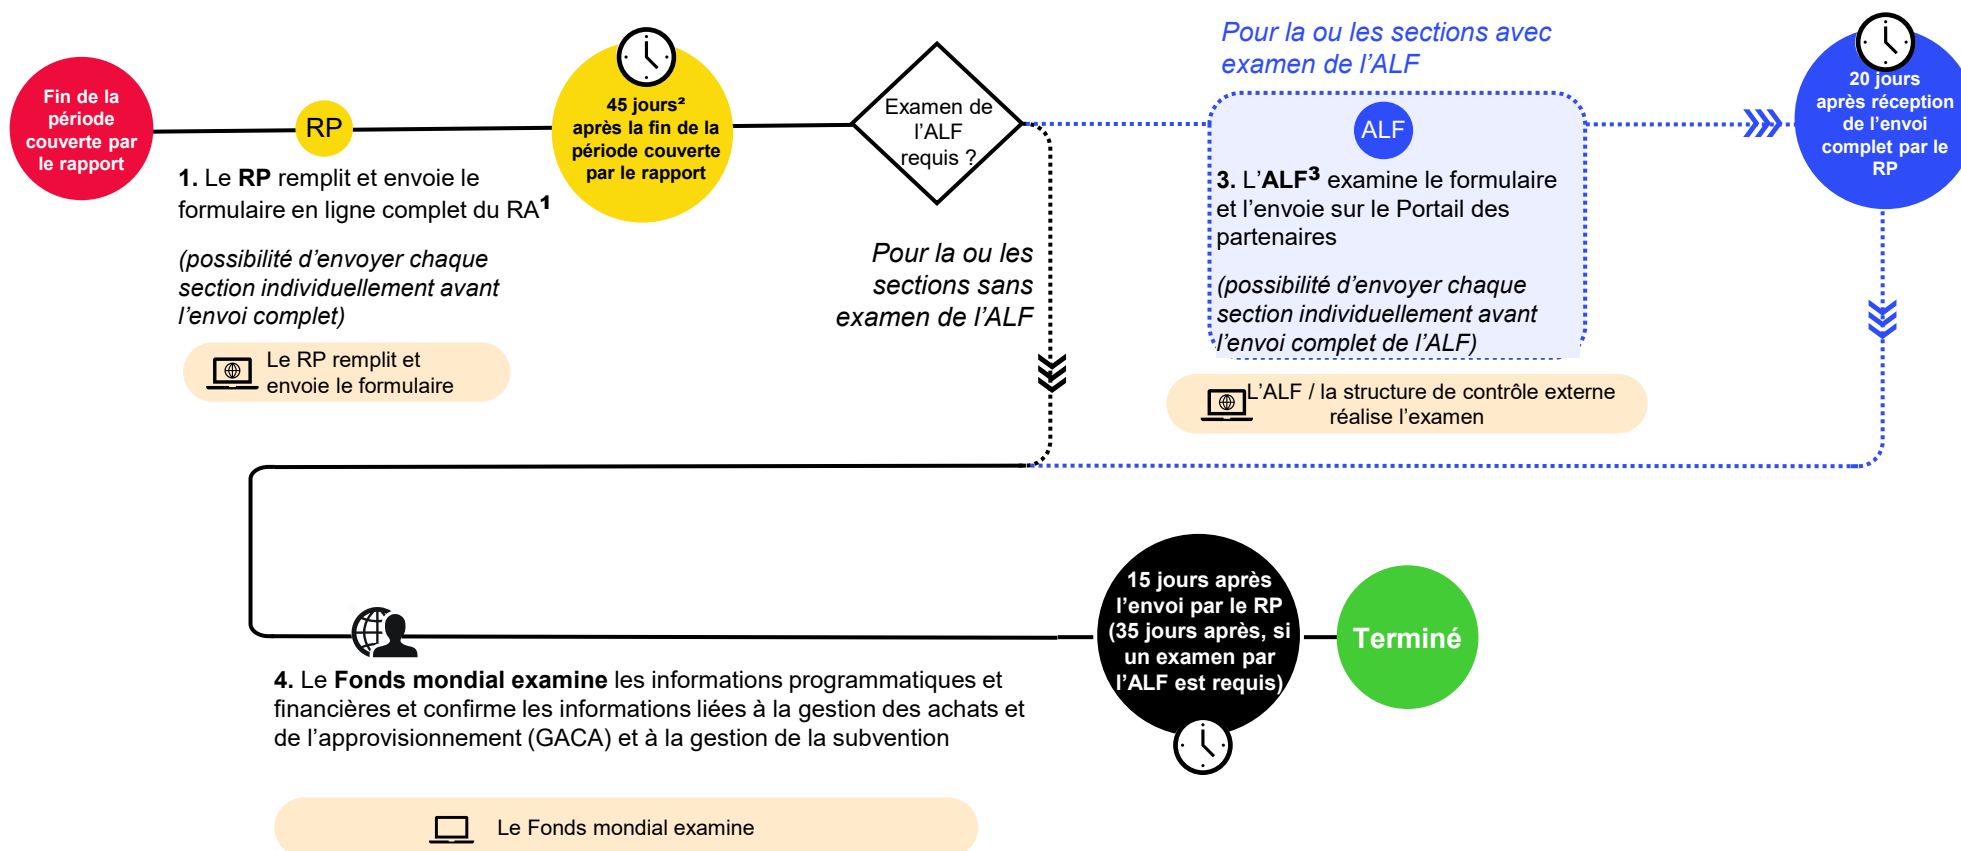 Fin de la
période
couverte par
le rapport
RP
1. Le RP remplit et envoie le
formulaire en ligne complet du RA¹
(possibilité d’envoyer chaque
section individuellement avant
l’envoi complet)
Le RP remplit et
envoie le formulaire
45 jours²
après la fin de la
période couverte
par le rapport
Examen de
l’ALF
requis ?
Pour la ou les
sections sans
examen de l’ALF
Pour la ou les sections avec
examen de l’ALF
ALF
3. L’ALF³ examine le formulaire
et l’envoie sur le Portail des
partenaires
(possibilité d’envoyer chaque
section individuellement avant
l’envoi complet de l’ALF)
L’ALF / la structure de contrôle externe
réalise l’examen
20 jours
après réception
de l’envoi
complet par le
RP
4. Le Fonds mondial examine les informations programmatiques et
financières et confirme les informations liées à la gestion des achats et
de l’approvisionnement (GACA) et à la gestion de la subvention
Le Fonds mondial examine
15 jours après
l’envoi par le RP
(35 jours après, si
un examen par
l’ALF est requis)
Terminé